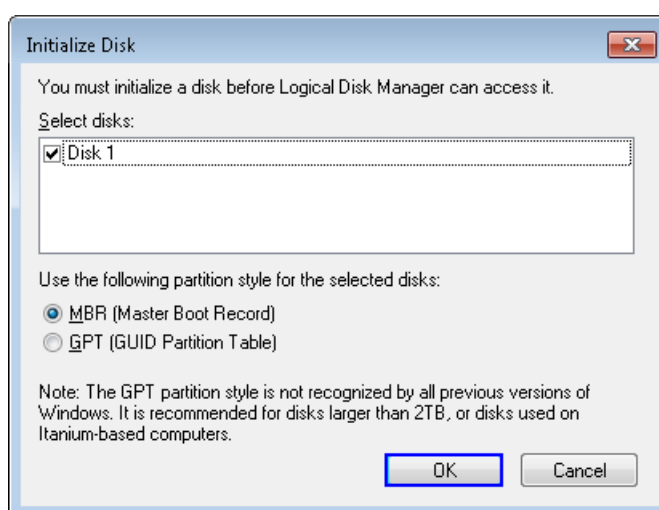 Initialize Disk
You must initialize a disk before Logical Disk Manager can access it.
Select disks:
Disk 1
Use the following partition style for the selected disks:
MBR (Master Boot Record)
GPT (GUID Partition Table)
Note: The GPT partition style is not recognized by all previous versions of
Windows. It is recommended for disks larger than 2TB, or disks used on
Itanium-based computers.
OK Cancel